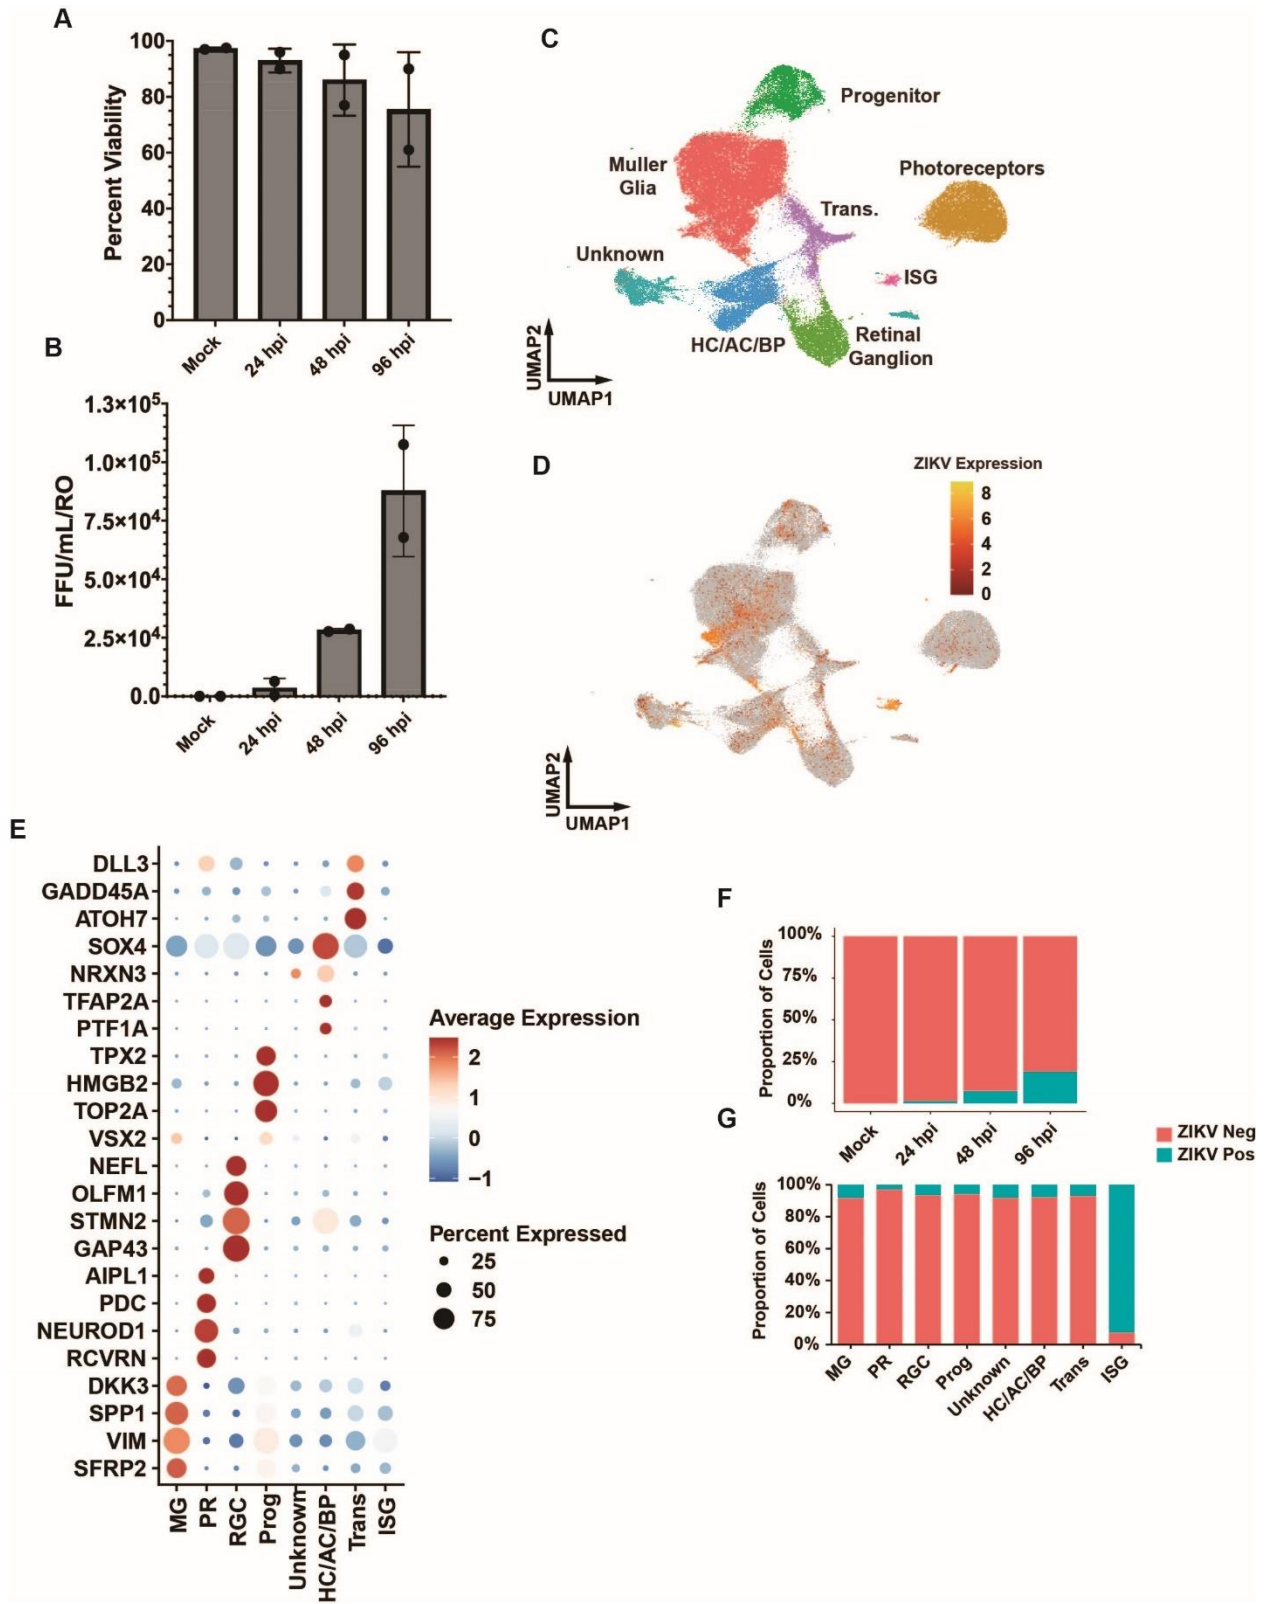 A
Percent Viability
100
80
60
40
20
0
Mock
24 hpi
48 hpi
96 hpi
B
FFU/mL/RO
1.3×10⁵
1.0×10⁵
7.5×10⁴
5.0×10⁴
2.5×10⁴
0.0
Mock
24 hpi
48 hpi
96 hpi
C
Progenitor
Muller
Glia
Photoreceptors
Trans.
Unknown
ISG
HC/AC/BP
Retinal
Ganglion
UMAP2
UMAP1
D
ZIKV Expression
8
6
4
2
0
UMAP2
UMAP1
E
DLL3
GADD45A
ATOH7
SOX4
NRXN3
TFAP2A
PTF1A
TPX2
HMGB2
TOP2A
VSX2
NEFL
OLFM1
STMN2
GAP43
AIPL1
PDC
NEUROD1
RCVRN
DKK3
SPP1
VIM
SFRP2
MG
PR
RGC
Prog
Unknown
HC/AC/BP
Trans
ISG
Average Expression
2
1
0
−1
Percent Expressed
25
50
75
F
Proportion of Cells
100%
75%
50%
25%
0%
Mock
24 hpi
48 hpi
96 hpi
G
ZIKV Neg
ZIKV Pos
Proportion of Cells
100%
80%
60%
40%
20%
0%
MG
PR
RGC
Prog
Unknown
HC/AC/BP
Trans
ISG